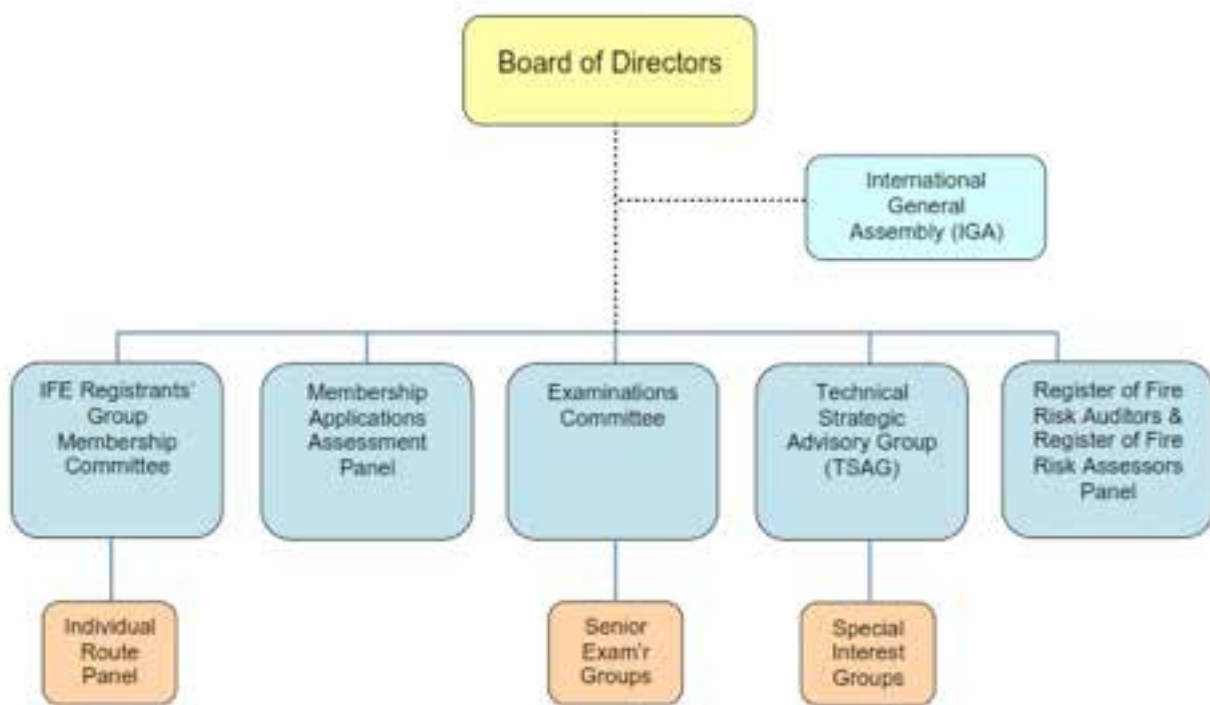 Board of Directors
International
General
Assembly (IGA)
IFE Registrants'
Group
Membership
Committee
Membership
Applications
Assessment
Panel
Examinations
Committee
Technical
Strategic
Advisory Group
(TSAG)
Register of Fire
Risk Auditors &
Register of Fire
Risk Assessors
Panel
Individual
Route
Panel
Senior
Exam'r
Groups
Special
Interest
Groups